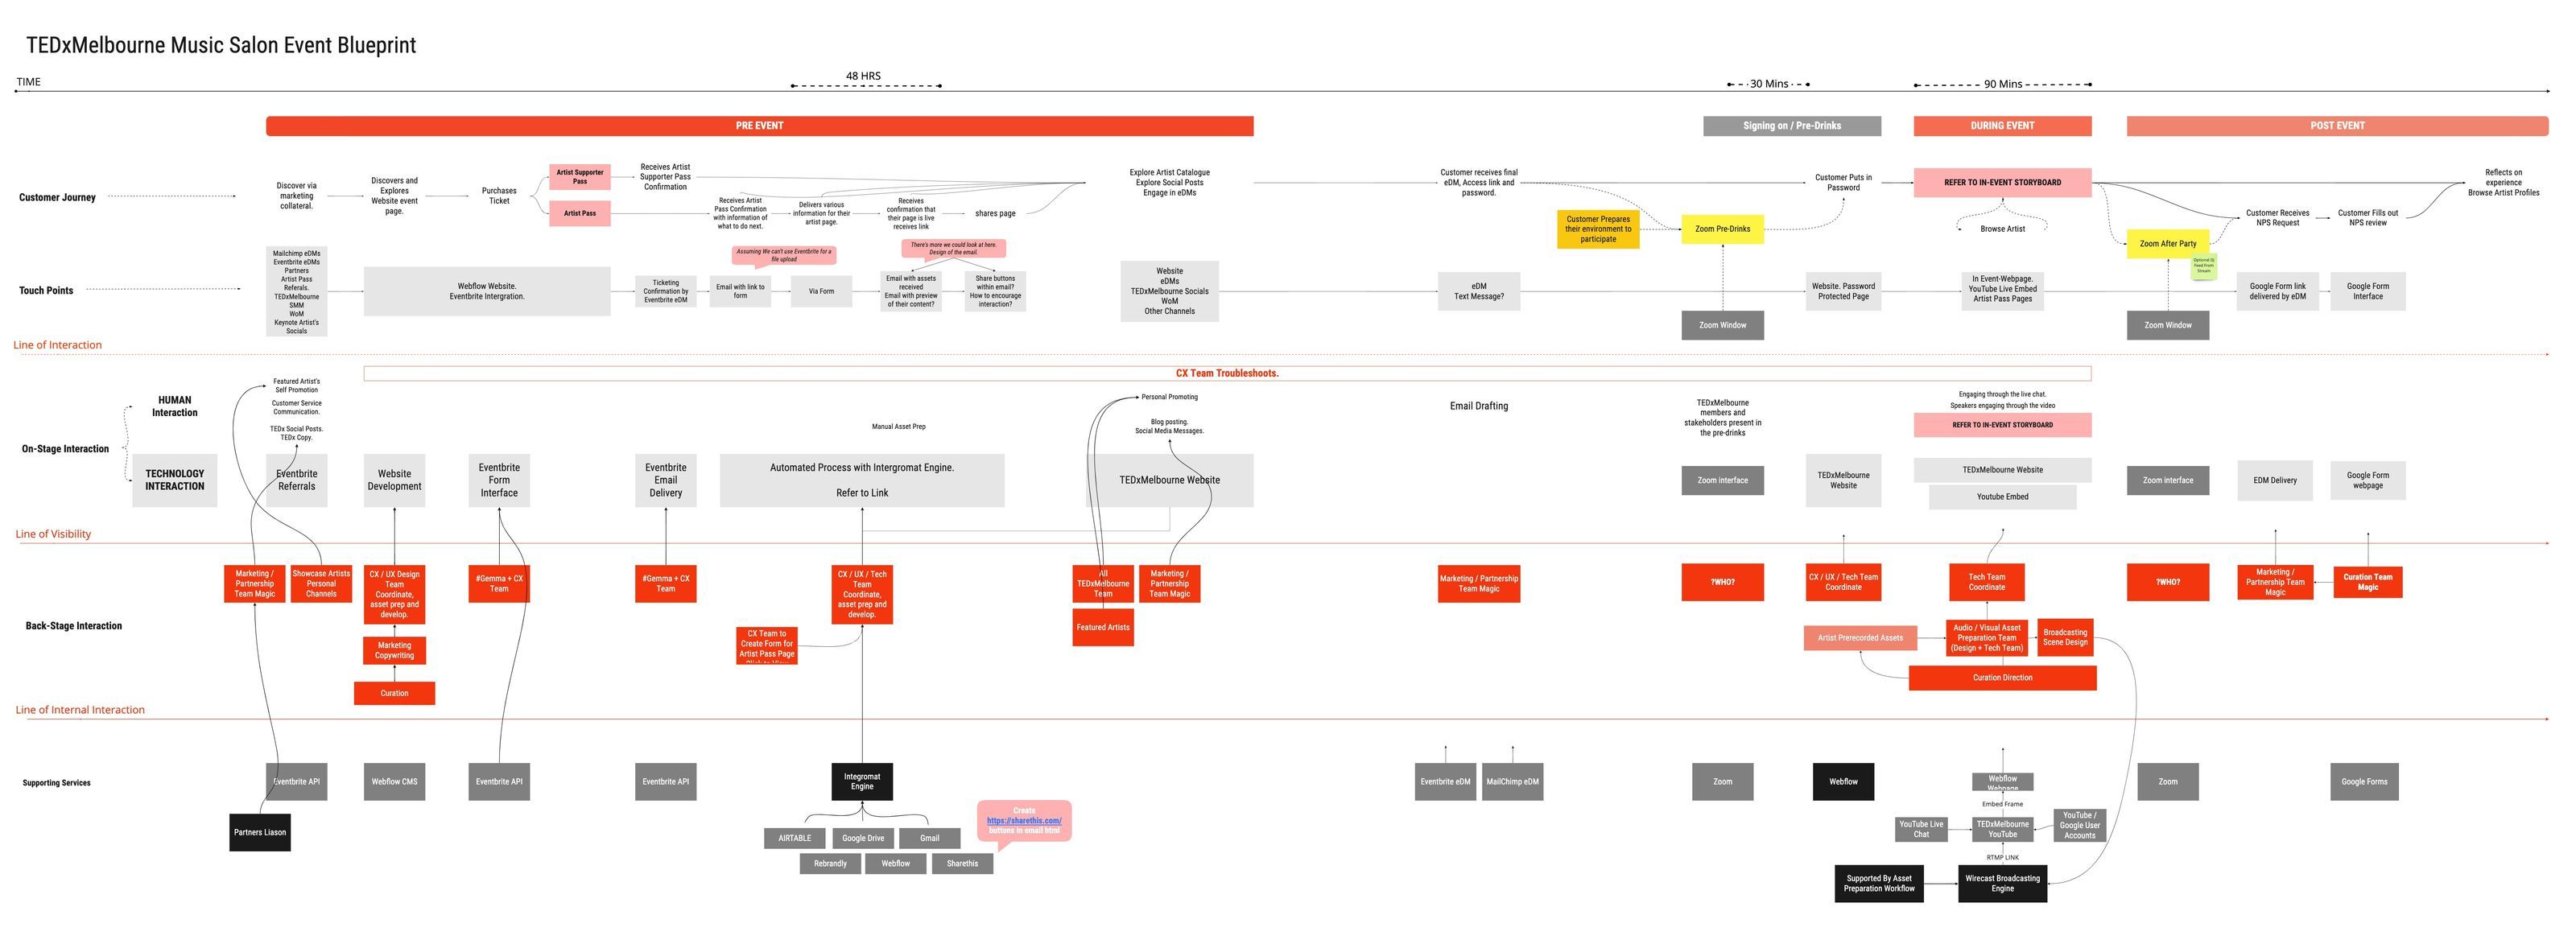 TEDxMelbourne Music Salon Event Blueprint
TIME
48 HRS
30 Mins
90 Mins
PRE EVENT
Signing on / Pre-Drinks
DURING EVENT
POST EVENT
Customer Journey
Discover via
marketing
collateral.
Discovers and
Explores
Website event
page.
Purchases
Ticket
Artist Supporter
Pass
Artist Pass
Receives Artist
Supporter Pass
Confirmation
Receives Artist
Pass Confirmation
with information of
what to do next.
Delivers various
information for their
artist page.
Receives
confirmation that
their page is live
receives link
shares page
Explore Artist Catalogue
Explore Social Posts
Engage in eDMs
Customer receives final
eDM, Access link and
password.
Customer Prepares
their environment to
participate
Zoom Pre-Drinks
Customer Puts in
Password
REFER TO IN-EVENT STORYBOARD
Browse Artist
Zoom After Party
Optional DJ
Feed From
Stream
Customer Receives
NPS Request
Customer Fills out
NPS review
Reflects on
experience
Browse Artist Profiles
Touch Points
Mailchimp eDMs
Eventbrite eDMs
Partners
Artist Pass
Referals.
TEDxMelbourne
SMM
WoM
Keynote Artist's
Socials
Webflow Website.
Eventbrite Intergration.
Ticketing
Confirmation by
Eventbrite eDM
Assuming We can't use Eventbrite for a
file upload
Email with link to
form
Via Form
There's more we could look at here.
Design of the email.
Email with assets
received
Email with preview
of their content?
Share buttons
within email?
How to encourage
interaction?
Website
eDMs
TEDxMelbourne Socials
WoM
Other Channels
eDM
Text Message?
Zoom Window
Website. Password
Protected Page
In Event-Webpage.
YouTube Live Embed
Artist Pass Pages
Zoom Window
Google Form link
delivered by eDM
Google Form
Interface
Line of Interaction
CX Team Troubleshoots.
On-Stage Interaction
HUMAN
Interaction
TECHNOLOGY
INTERACTION
Featured Artist's
Self Promotion
Customer Service
Communication.
TEDx Social Posts.
TEDx Copy.
Manual Asset Prep
Personal Promoting
Blog posting.
Social Media Messages.
Email Drafting
TEDxMelbourne
members and
stakeholders present in
the pre-drinks
Engaging through the live chat.
Speakers engaging through the video
REFER TO IN-EVENT STORYBOARD
Eventbrite
Referrals
Website
Development
Eventbrite
Form
Interface
Eventbrite
Email
Delivery
Automated Process with Intergromat Engine.
Refer to Link
TEDxMelbourne Website
Zoom interface
TEDxMelbourne
Website
TEDxMelbourne Website
Youtube Embed
Zoom interface
EDM Delivery
Google Form
webpage
Line of Visibility
Back-Stage Interaction
Marketing /
Partnership
Team Magic
Showcase Artists
Personal
Channels
CX / UX Design
Team
Coordinate,
asset prep and
develop.
Marketing
Copywriting
Curation
#Gemma + CX
Team
#Gemma + CX
Team
CX / UX / Tech
Team
Coordinate,
asset prep and
develop.
CX Team to
Create Form for
Artist Pass Page
Click to View
All
TEDxMelbourne
Team
Featured Artists
Marketing /
Partnership
Team Magic
Marketing / Partnership
Team Magic
?WHO?
CX / UX / Tech Team
Coordinate
Tech Team
Coordinate
Artist Prerecorded Assets
Audio / Visual Asset
Preparation Team
(Design + Tech Team)
Broadcasting
Scene Design
Curation Direction
?WHO?
Marketing /
Partnership Team
Magic
Curation Team
Magic
Line of Internal Interaction
Supporting Services
Eventbrite API
Partners Liason
Webflow CMS
Eventbrite API
Eventbrite API
Integromat
Engine
AIRTABLE
Google Drive
Gmail
Rebrandly
Webflow
Sharethis
Create
https://sharethis.com/
buttons in email html
Eventbrite eDM
MailChimp eDM
Zoom
Webflow
Webflow
Webpage
Embed Frame
YouTube Live
Chat
TEDxMelbourne
YouTube
YouTube /
Google User
Accounts
RTMP LINK
Supported By Asset
Preparation Workflow
Wirecast Broadcasting
Engine
Zoom
Google Forms